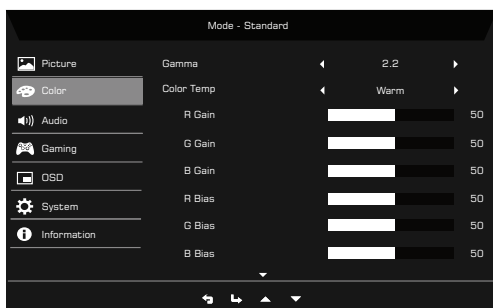 Mode - Standard
Picture
Color
Audio
Gaming
OSD
System
Information
Gamma 2.2
Color Temp Warm
R Gain 50
G Gain 50
B Gain 50
R Bias 50
G Bias 50
B Bias 50